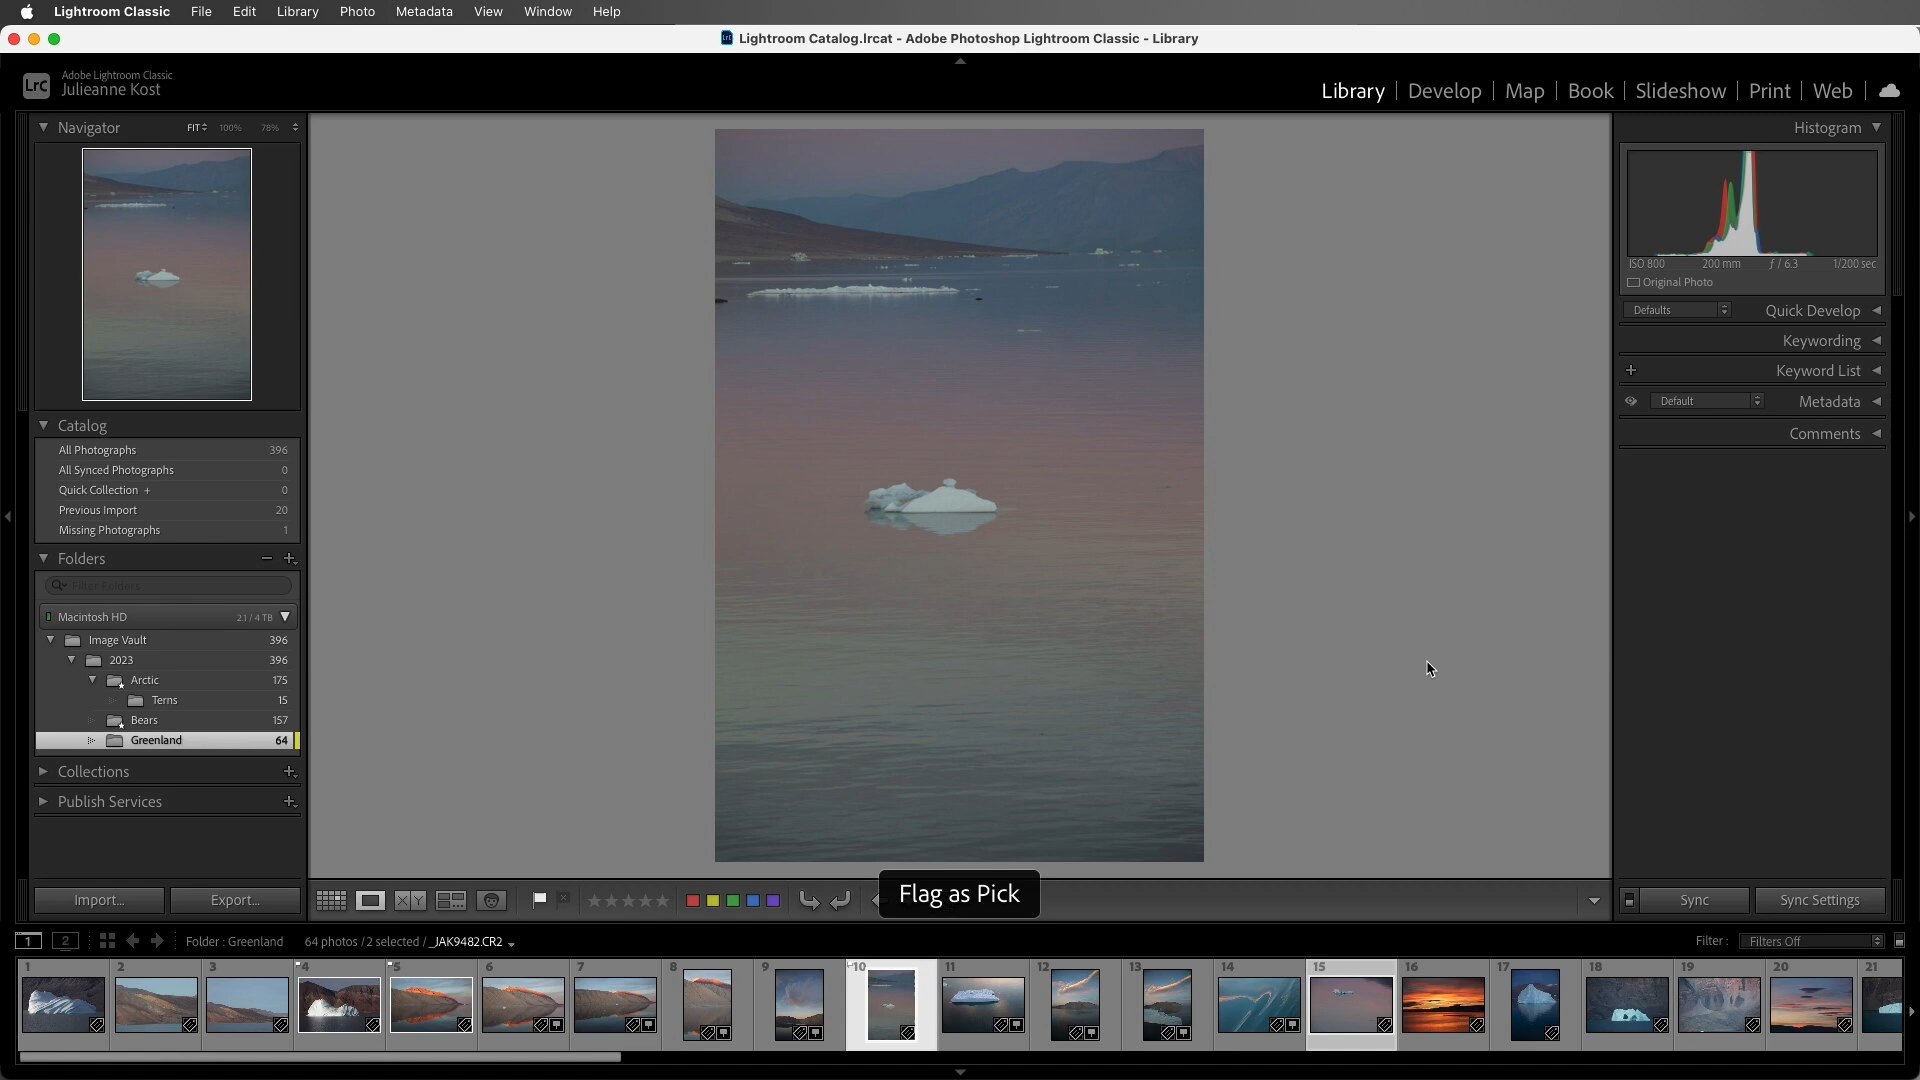 Lightroom Classic File Edit Library Photo Metadata View Window Help
Lightroom Catalog.lrcat - Adobe Photoshop Lightroom Classic - Library
LrC
Adobe Lightroom Classic
Julieanne Kost
Library | Develop | Map | Book | Slideshow | Print | Web
Navigator FIT 100% 78%
Catalog
All Photographs 396
All Synced Photographs 0
Quick Collection + 0
Previous Import 20
Missing Photographs 1
Folders
Filter Folders
Macintosh HD 2.1 / 4 TB
Image Vault 396
2023 396
Arctic 175
Terns 15
Bears 157
Greenland 64
Collections
Publish Services
Import... Export...
Histogram
ISO 800 200 mm ƒ / 6.3 1/200 sec
Original Photo
Defaults Quick Develop
Keywording
Keyword List
Default Metadata
Comments
X Y
Flag as Pick
Sync Sync Settings
1 2 Folder : Greenland 64 photos / 2 selected / _JAK9482.CR2 Filter : Filters Off
1 2 3 4 5 6 7 8 9 10 11 12 13 14 15 16 17 18 19 20 21